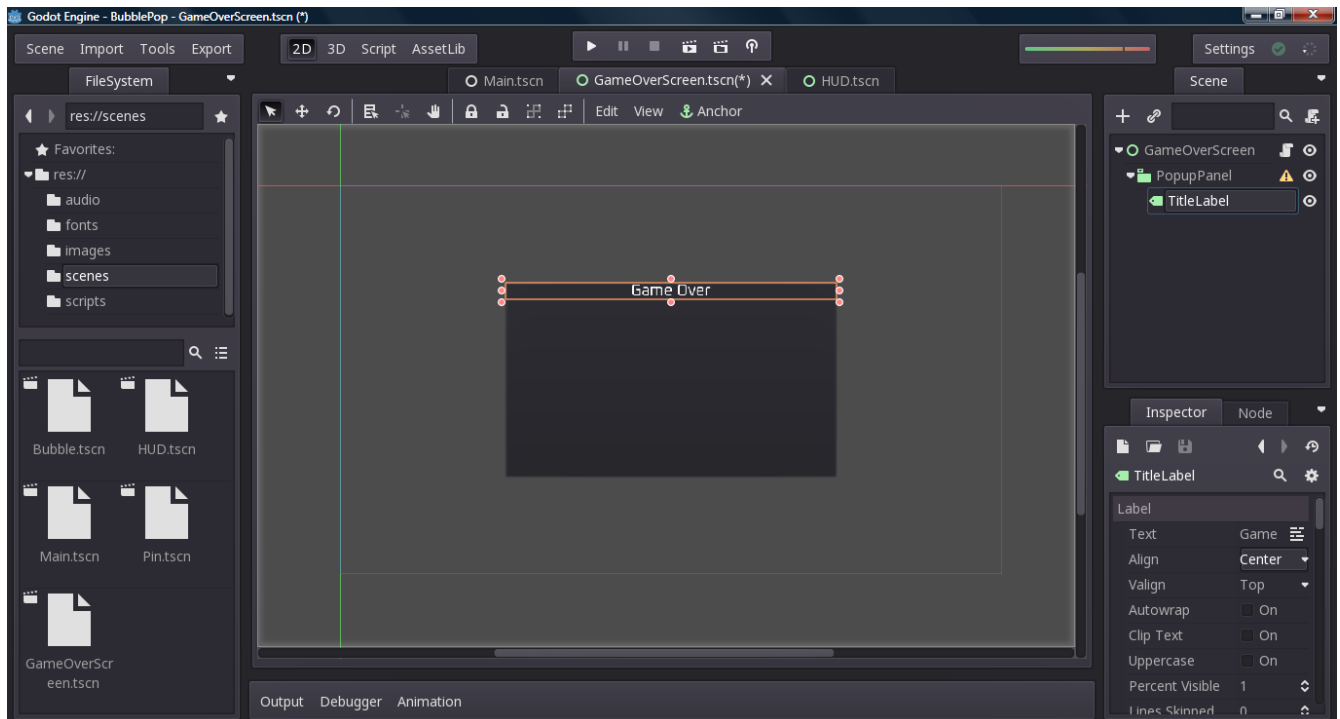 Godot Engine - BubblePop - GameOverScreen.tscn (*)
Scene Import Tools Export
2D 3D Script AssetLib
Settings
FileSystem
Main.tscn
GameOverScreen.tscn(*)
HUD.tscn
Scene
res://scenes
Edit View Anchor
Favorites:
res://
audio
fonts
images
scenes
scripts
GameOverScreen
PopupPanel
TitleLabel
Game Over
Bubble.tscn
HUD.tscn
Main.tscn
Pin.tscn
GameOverScr
een.tscn
Inspector Node
TitleLabel
Label
Text Game
Align Center
Valign Top
Autowrap On
Clip Text On
Uppercase On
Percent Visible 1
Lines Skipped 0
Output Debugger Animation